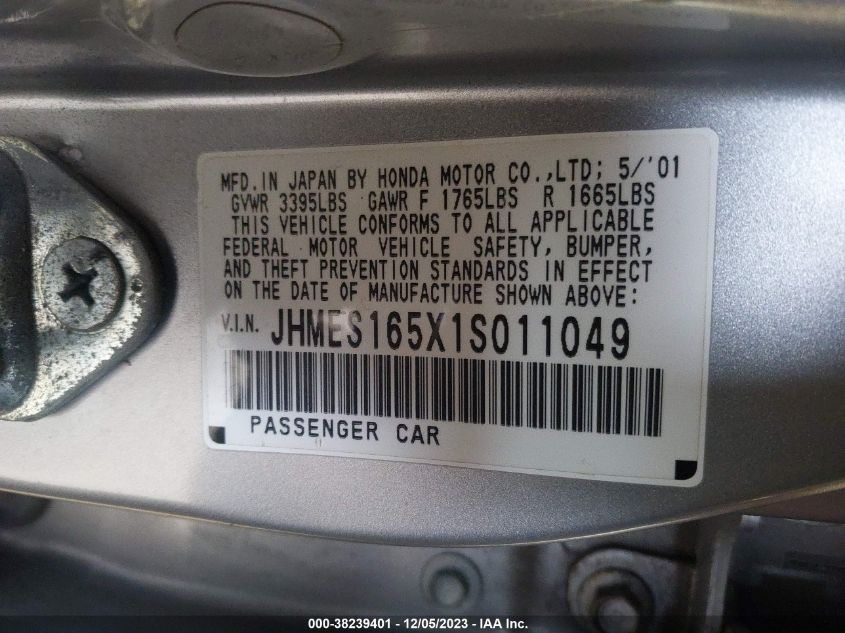 MFD.IN JAPAN BY HONDA MOTOR CO.,LTD; 5/'01
GVWR 3395LBS GAWR F 1765LBS R 1665LBS
THIS VEHICLE CONFORMS TO ALL APPLICABLE
FEDERAL MOTOR VEHICLE SAFETY, BUMPER,
AND THEFT PREVENTION STANDARDS IN EFFECT
ON THE DATE OF MANUFACTURE SHOWN ABOVE:
V.I.N. JHMES165X1S011049
PASSENGER CAR
000-38239401 - 12/05/2023 - IAA Inc.